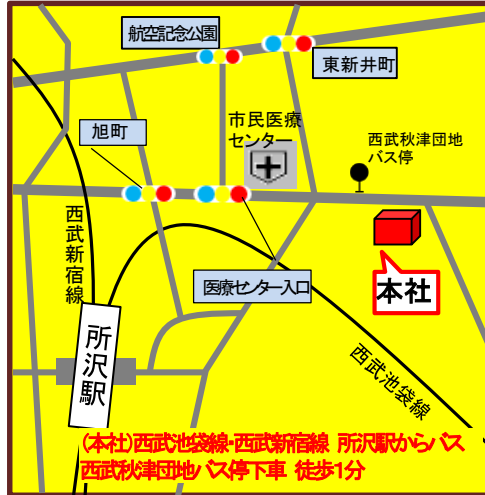 航空記念公園
東新井町
市民医療
センター
旭町
西武秋津団地
バス停
西武新宿線
医療センター入口
本社
所沢駅
西武池袋線
(本社)西武池袋線・西武新宿線 所沢駅からバス
西武秋津団地バス停下車 徒歩1分